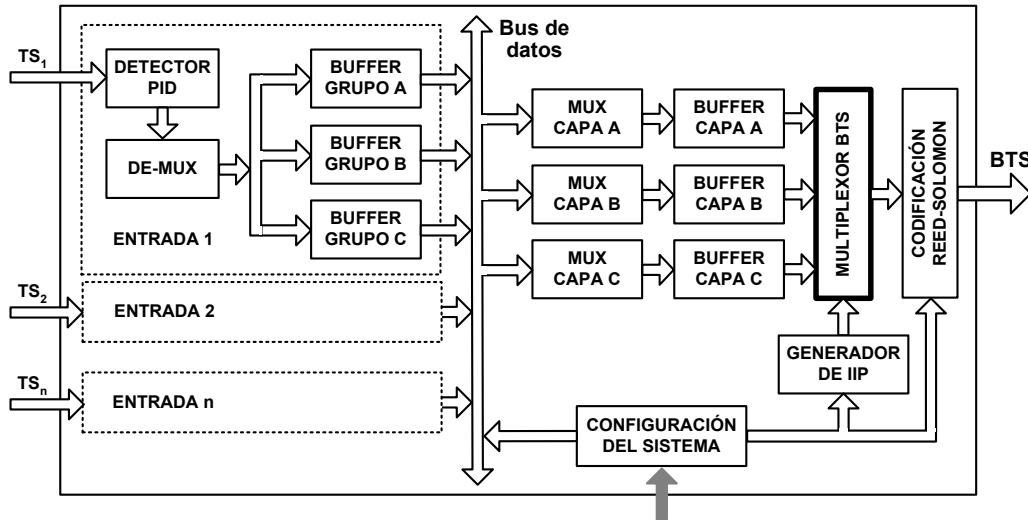 TS1
DETECTOR
PID
DE-MUX
BUFFER
GRUPO A
BUFFER
GRUPO B
BUFFER
GRUPO C
ENTRADA 1
TS2
ENTRADA 2
TSn
ENTRADA n
Bus de
datos
MUX
CAPA A
BUFFER
CAPA A
MUX
CAPA B
BUFFER
CAPA B
MUX
CAPA C
BUFFER
CAPA C
MULTIPLEXOR BTS
CODIFICACIÓN
REED-SOLOMON
BTS
GENERADOR
DE IIP
CONFIGURACIÓN
DEL SISTEMA